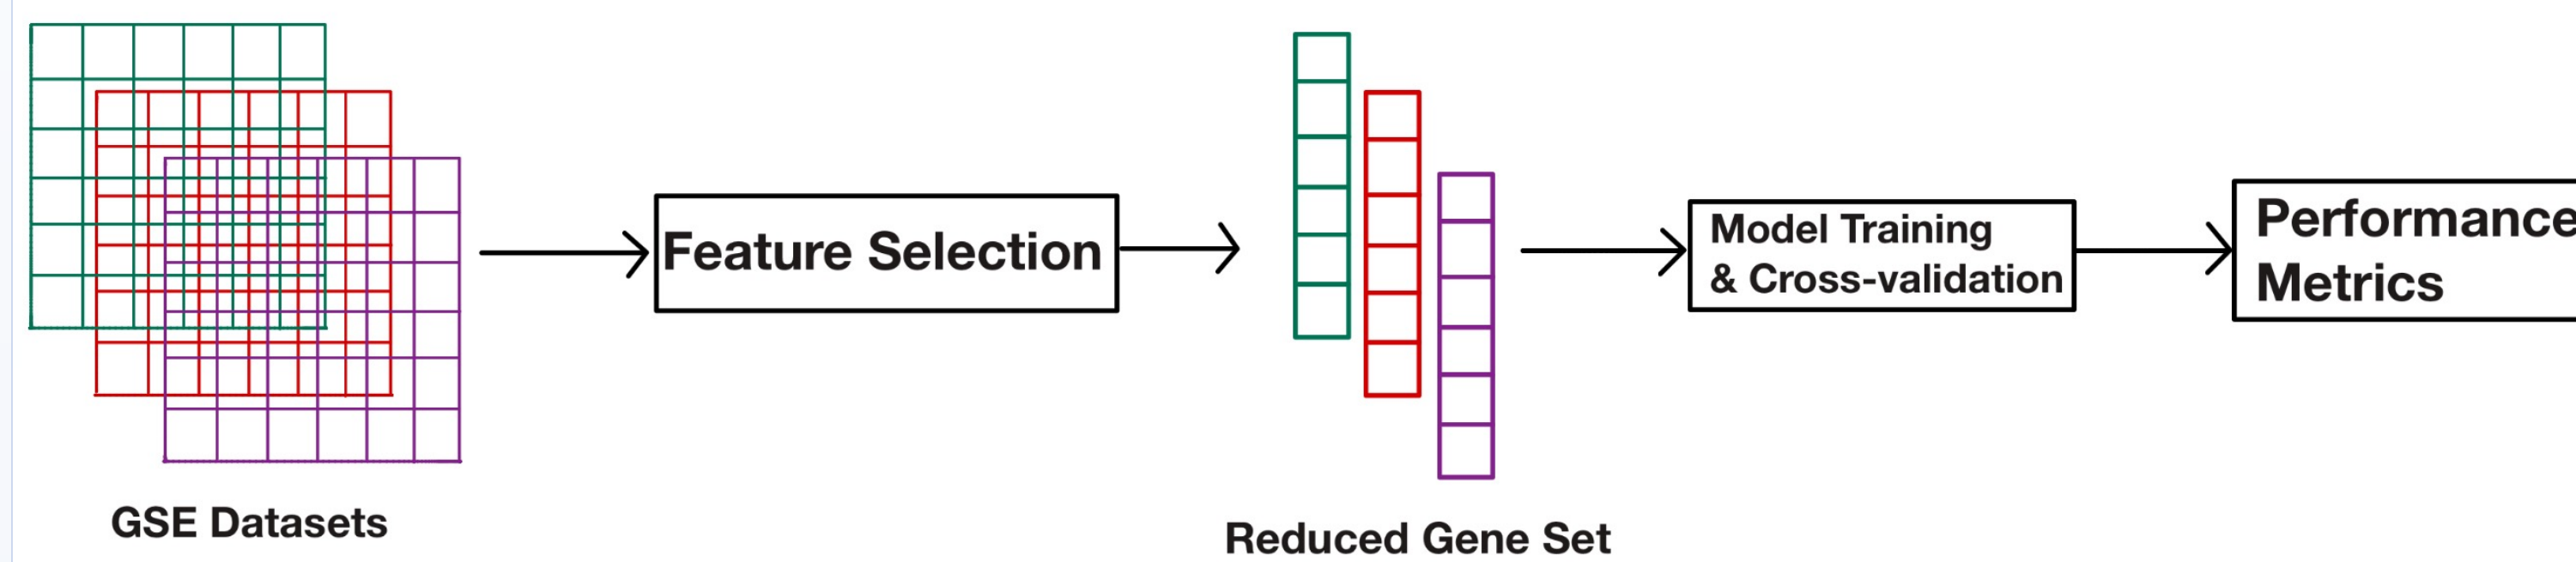 GSE Datasets
Feature Selection
Reduced Gene Set
Model Training
& Cross-validation
Performance
Metrics